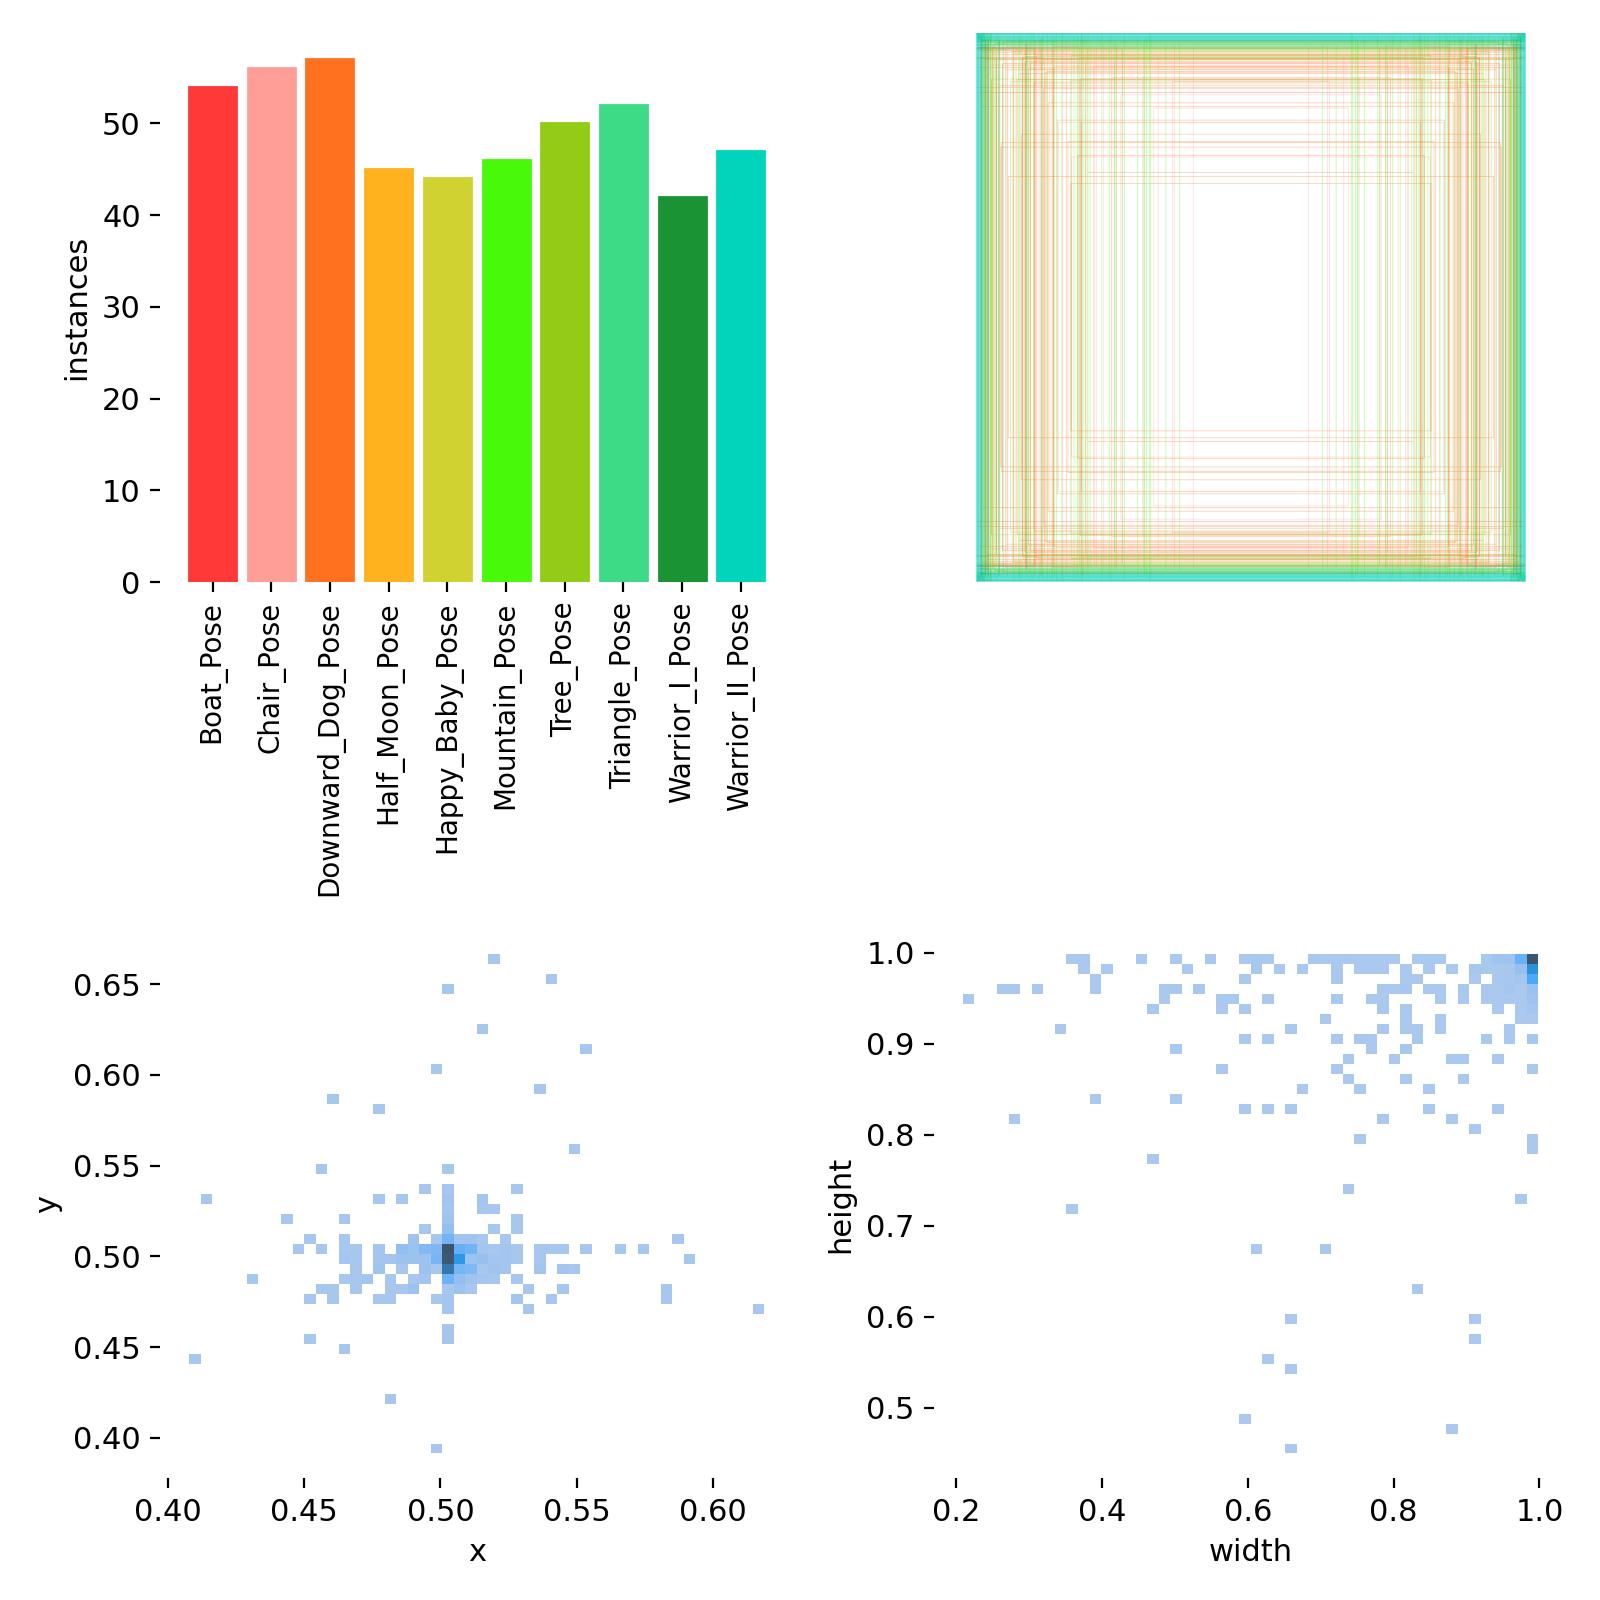 50
40
30
20
10
0
instances
Boat_Pose
Chair_Pose
Downward_Dog_Pose
Half_Moon_Pose
Happy_Baby_Pose
Mountain_Pose
Tree_Pose
Triangle_Pose
Warrior_I_Pose
Warrior_II_Pose
0.65
0.60
0.55
0.50
0.45
0.40
y
0.40 0.45 0.50 0.55 0.60
x
1.0
0.9
0.8
0.7
0.6
0.5
height
0.2 0.4 0.6 0.8 1.0
width